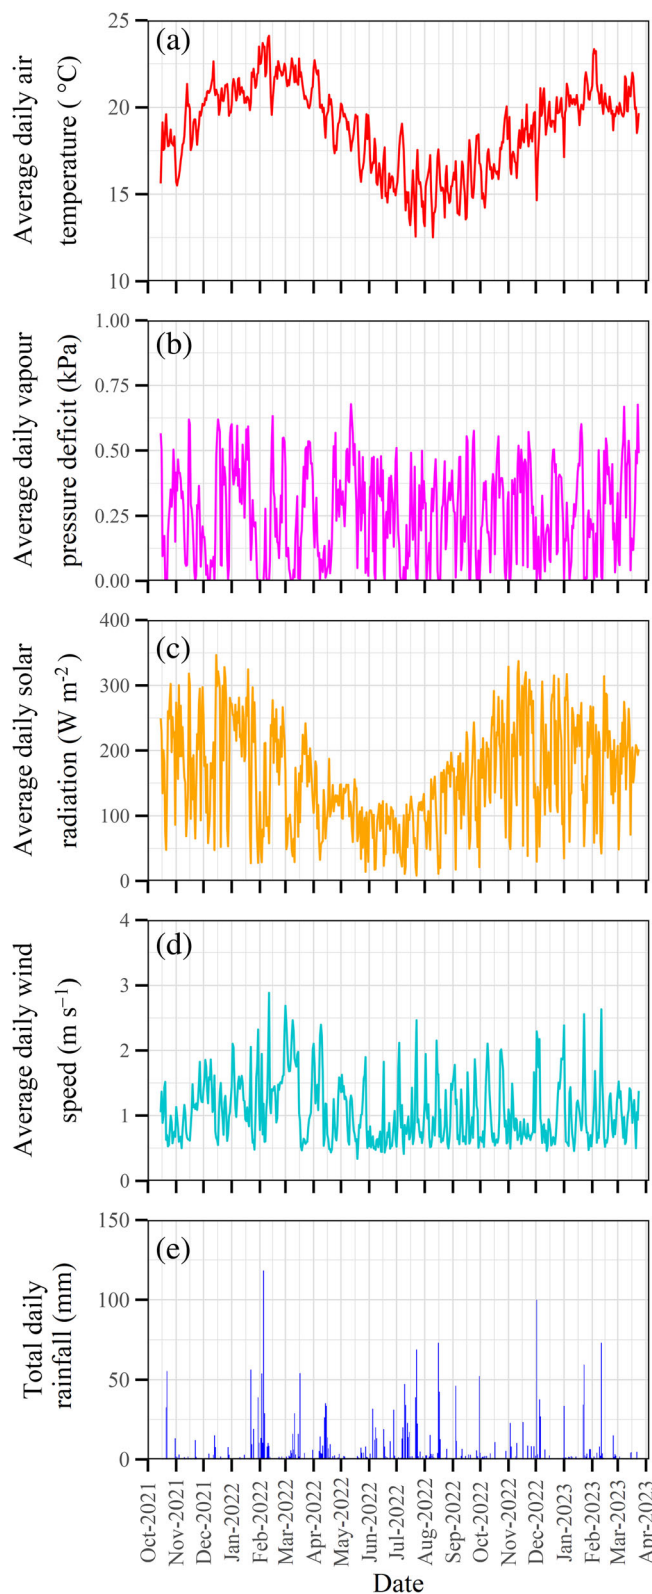 (a)
Average daily air
temperature ( °C)
25
20
15
10
(b)
Average daily vapour
pressure deficit (kPa)
1.00
0.75
0.50
0.25
0.00
(c)
Average daily solar
radiation (W m-2)
400
300
200
100
0
(d)
Average daily wind
speed (m s−1)
4
3
2
1
0
(e)
Total daily
rainfall (mm)
150
100
50
0
Oct-2021
Nov-2021
Dec-2021
Jan-2022
Feb-2022
Mar-2022
Apr-2022
May-2022
Jun-2022
Jul-2022
Aug-2022
Sep-2022
Oct-2022
Nov-2022
Dec-2022
Jan-2023
Feb-2023
Mar-2023
Apr-2023
Date